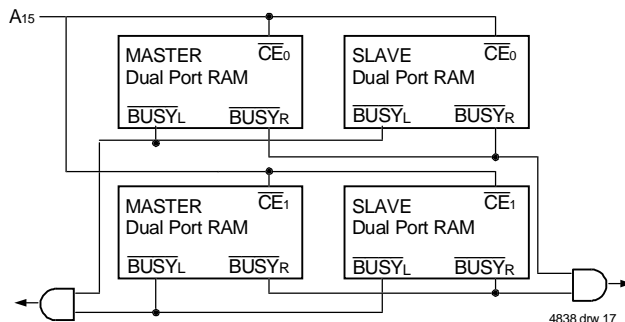 A15
MASTER
Dual Port RAM
CE0
BUSYL BUSYR
SLAVE
Dual Port RAM
CE0
BUSYL BUSYR
MASTER
Dual Port RAM
CE1
BUSYL BUSYR
SLAVE
Dual Port RAM
CE1
BUSYL BUSYR
4838 drw 17